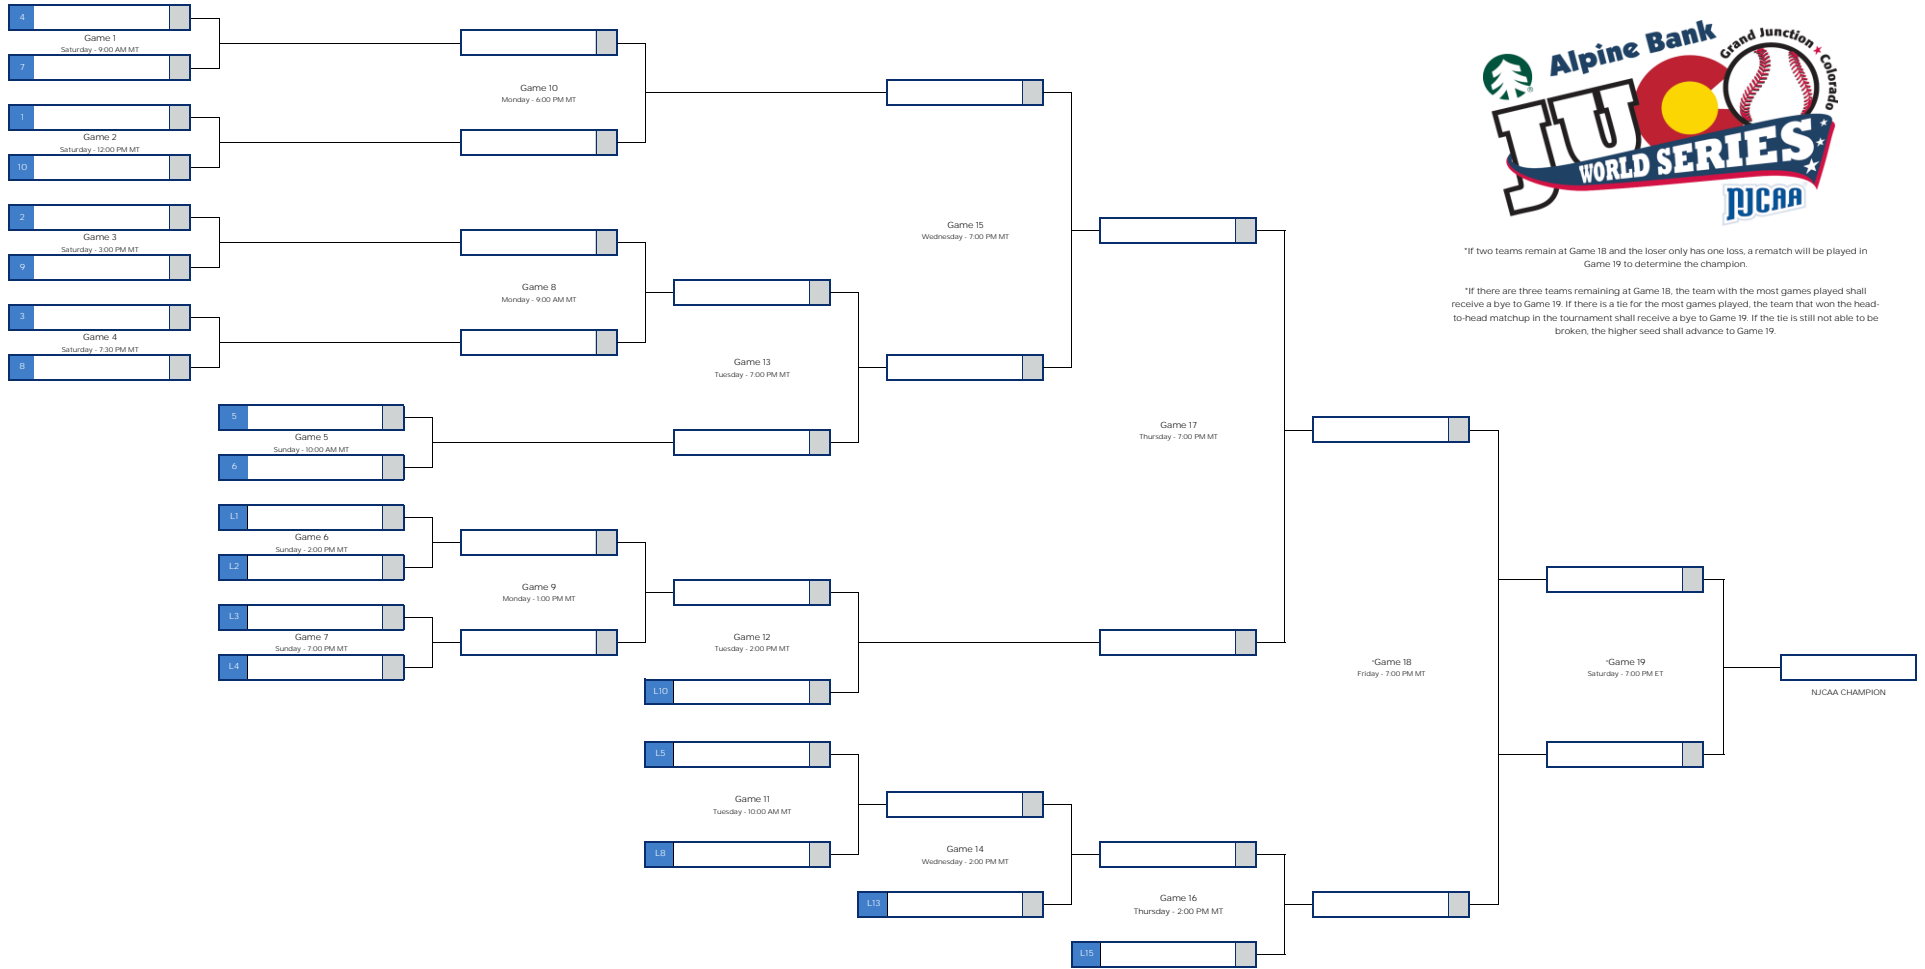 4
Game 1
Saturday - 9:00 AM MT
7
1
Game 2
Saturday - 12:00 PM MT
10
2
Game 3
Saturday - 3:00 PM MT
9
3
Game 4
Saturday - 7:30 PM MT
8
5
Game 5
Sunday - 10:00 AM MT
6
L1
Game 6
Sunday - 2:00 PM MT
L2
L3
Game 7
Sunday - 7:00 PM MT
L4
Game 10
Monday - 6:00 PM MT
Game 8
Monday - 9:00 AM MT
Game 9
Monday - 1:00 PM MT
Game 13
Tuesday - 7:00 PM MT
Game 12
Tuesday - 2:00 PM MT
L10
L5
Game 11
Tuesday - 10:00 AM MT
L8
Game 15
Wednesday - 7:00 PM MT
Game 14
Wednesday - 2:00 PM MT
L13
Game 17
Thursday - 7:00 PM MT
Game 16
Thursday - 2:00 PM MT
L15
*Game 18
Friday - 7:00 PM MT
*Game 19
Saturday - 7:00 PM ET
NJCAA CHAMPION
Alpine Bank
Grand Junction ★ Colorado
JUCO
WORLD SERIES
NJCAA
*If two teams remain at Game 18 and the loser only has one loss, a rematch will be played in
Game 19 to determine the champion.
*If there are three teams remaining at Game 18, the team with the most games played shall
receive a bye to Game 19. If there is a tie for the most games played, the team that won the head-
to-head matchup in the tournament shall receive a bye to Game 19. If the tie is still not able to be
broken, the higher seed shall advance to Game 19.